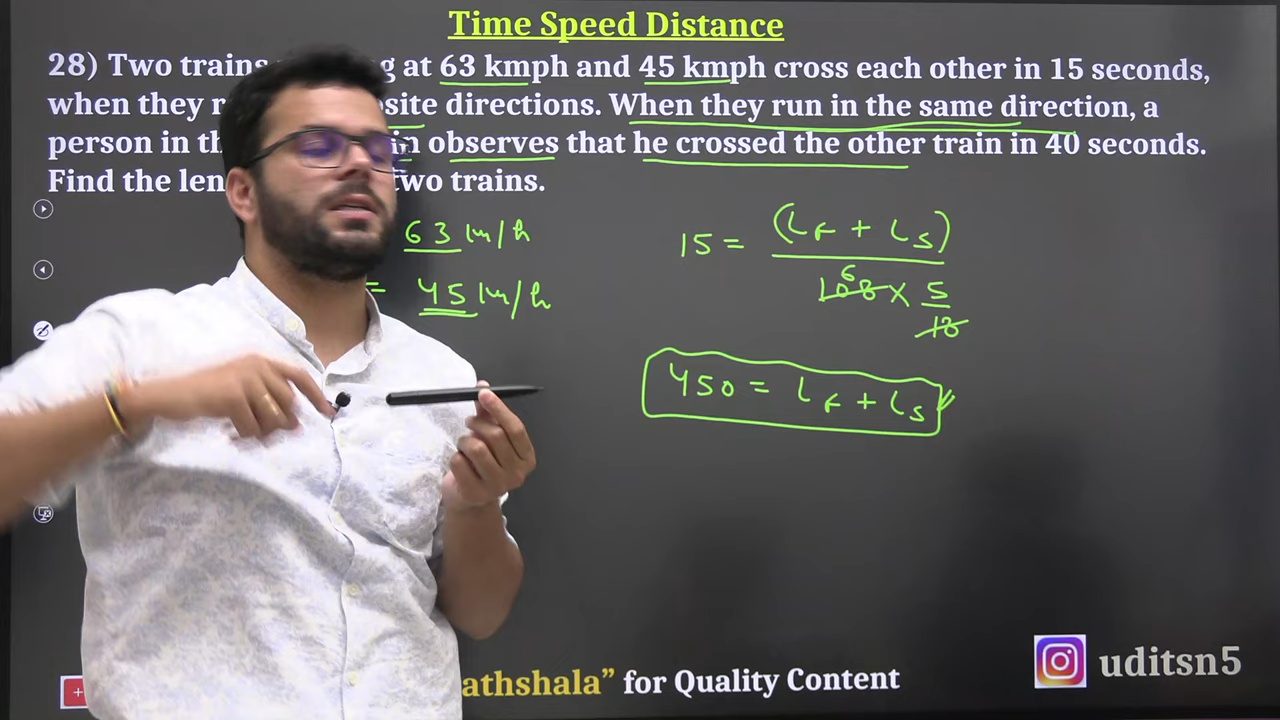 Time Speed Distance
28) Two trains at 63 kmph and 45 kmph cross each other in 15 seconds,
when they directions. When they run in the same direction, a
person in observes that he crossed the other train in 40 seconds.
Find the two trains.
63 km/h
15 = (LF + LS)
6
108 × 5
18
= 45 km/h
450 = LF + LS
athshala” for Quality Content
uditsn5